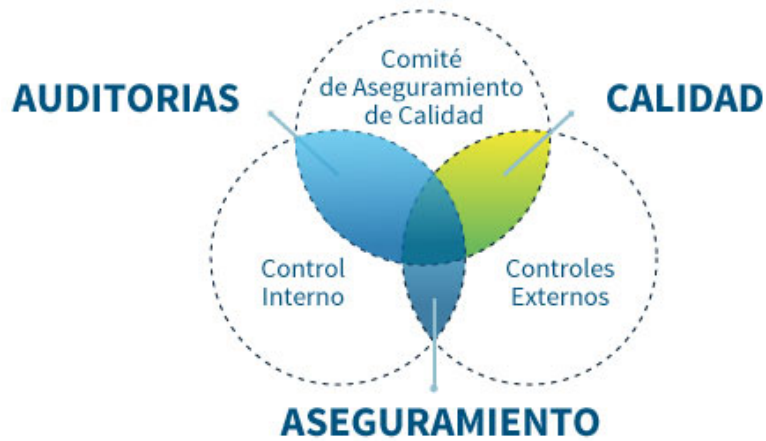 Comité
de Aseguramiento
de Calidad
AUDITORIAS
CALIDAD
Control
Interno
Controles
Externos
ASEGURAMIENTO